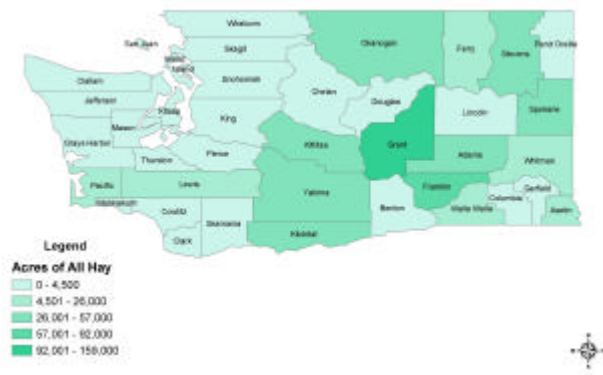 Whatcom
San Juan
Skagit
Okanogan
Ferry
Stevens
Pend Oreille
Island
Snohomish
Clallam
Chelan
Jefferson
Kitsap
Douglas
King
Lincoln
Spokane
Mason
Grays Harbor
Kittitas
Grant
Pierce
Thurston
Adams
Whitman
Pacific
Lewis
Yakima
Franklin
Garfield
Columbia
Wahkiakum
Cowlitz
Benton
Walla Walla
Asotin
Skamania
Klickitat
Clark
Legend
Acres of All Hay
0 - 4,500
4,501 - 26,000
26,001 - 57,000
57,001 - 92,000
92,001 - 159,000